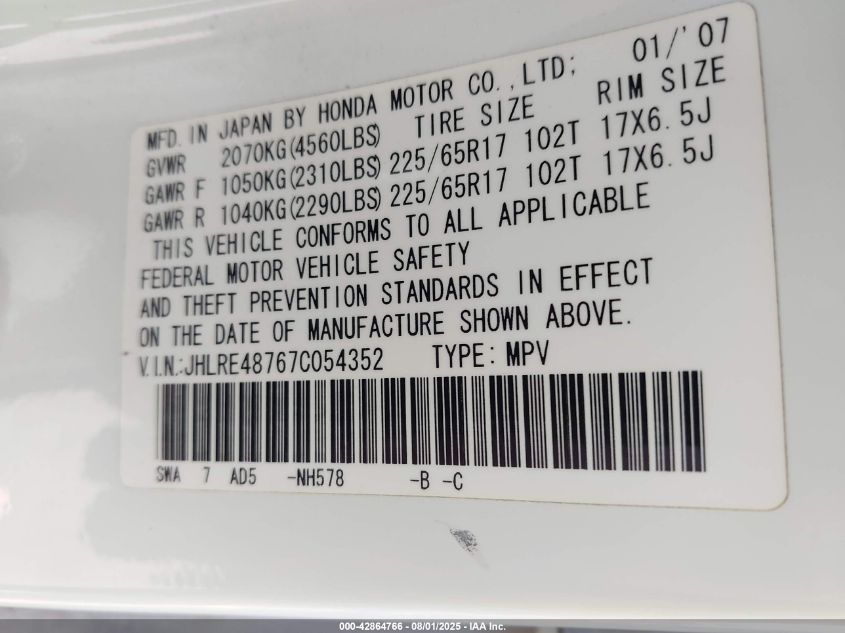 MFD. IN JAPAN BY HONDA MOTOR CO.,LTD; 01/'07
GVWR 2070KG(4560LBS) TIRE SIZE RIM SIZE
GAWR F 1050KG(2310LBS) 225/65R17 102T 17X6.5J
GAWR R 1040KG(2290LBS) 225/65R17 102T 17X6.5J
THIS VEHICLE CONFORMS TO ALL APPLICABLE
FEDERAL MOTOR VEHICLE SAFETY
AND THEFT PREVENTION STANDARDS IN EFFECT
ON THE DATE OF MANUFACTURE SHOWN ABOVE.
V.I.N.:JHLRE48767C054352 TYPE: MPV
SWA 7 AD5 -NH578 -B -C
000-42864766 - 08/01/2025 - IAA Inc.